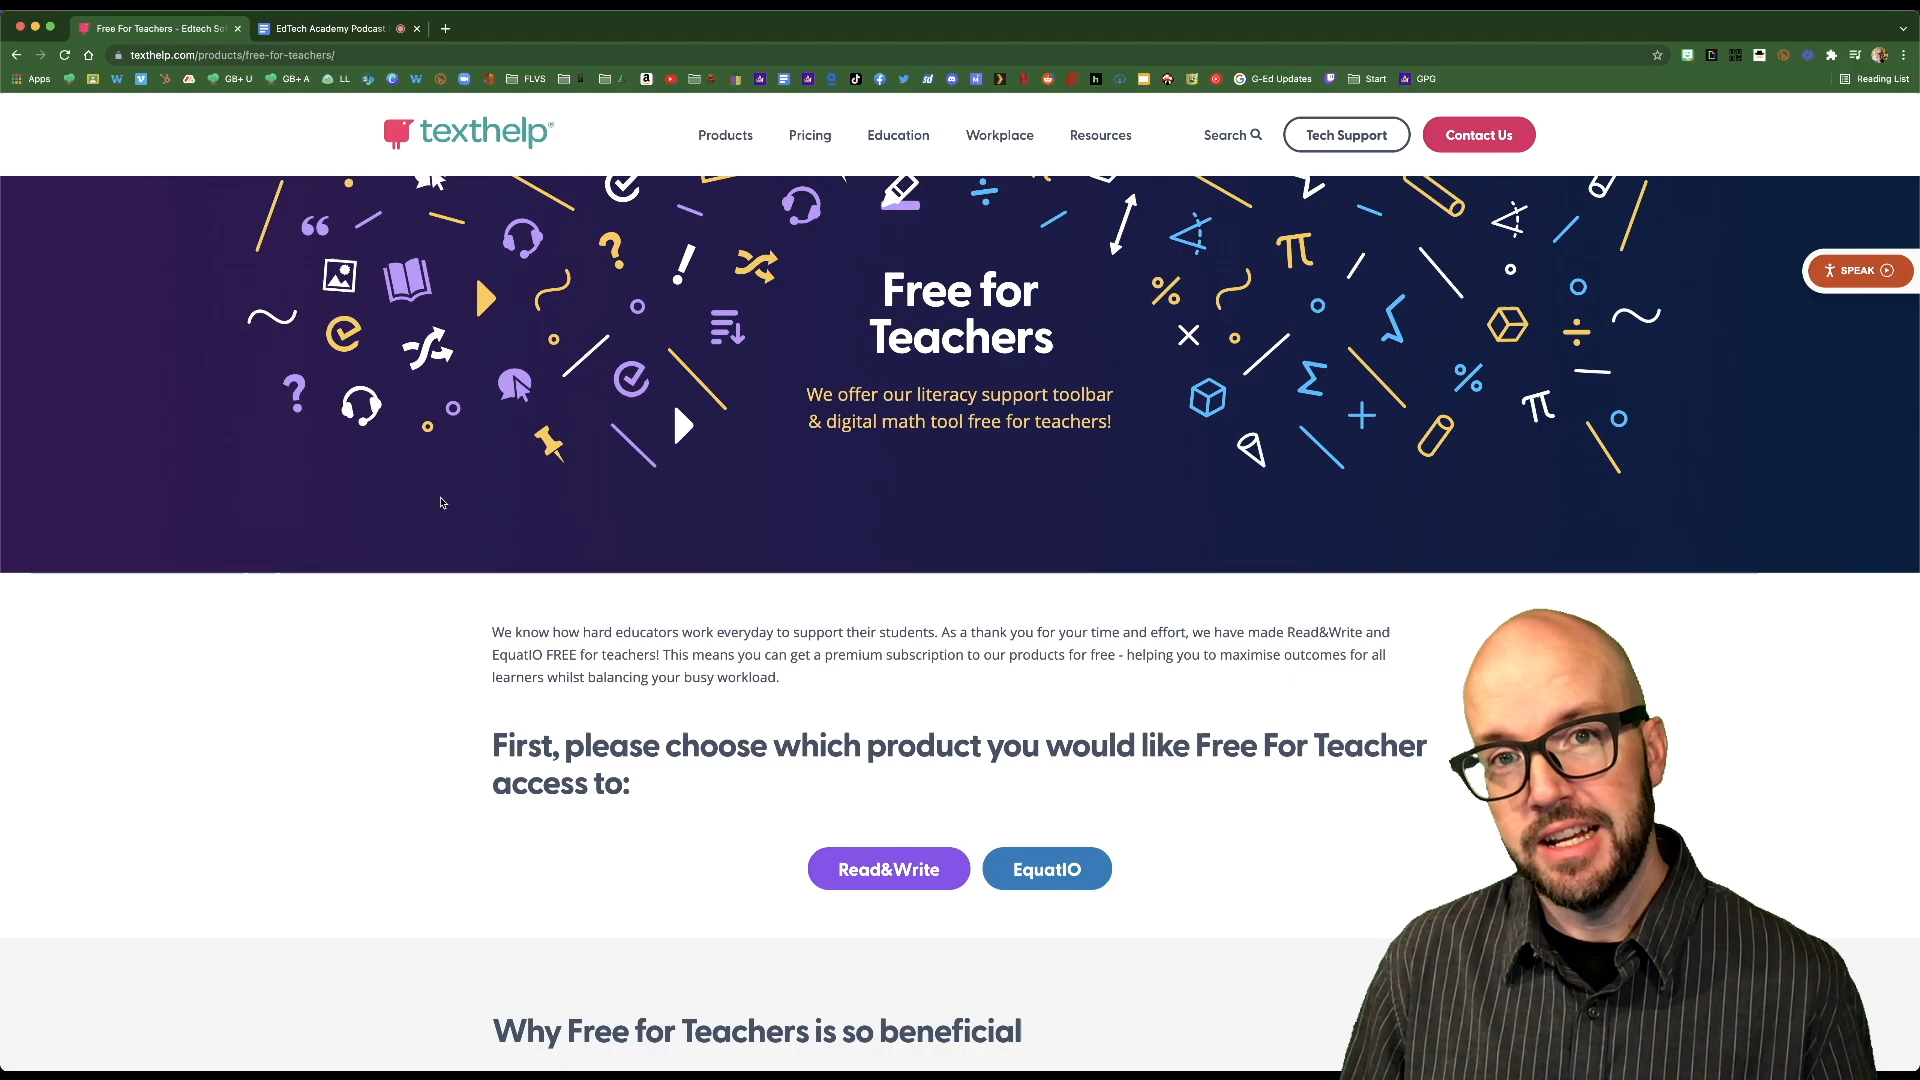 Free For Teachers - Edtech So
EdTech Academy Podcast
texthelp.com/products/free-for-teachers/
Apps
GB+ U
GB+ A
LL
FLVS
G-Ed Updates
Start
GPG
Reading List
texthelp
Products
Pricing
Education
Workplace
Resources
Search
Tech Support
Contact Us
SPEAK
Free for
Teachers
We offer our literacy support toolbar
& digital math tool free for teachers!
We know how hard educators work everyday to support their students. As a thank you for your time and effort, we have made Read&Write and
EquatIO FREE for teachers! This means you can get a premium subscription to our products for free - helping you to maximise outcomes for all
learners whilst balancing your busy workload.
First, please choose which product you would like Free For Teacher
access to:
Read&Write
EquatIO
Why Free for Teachers is so beneficial